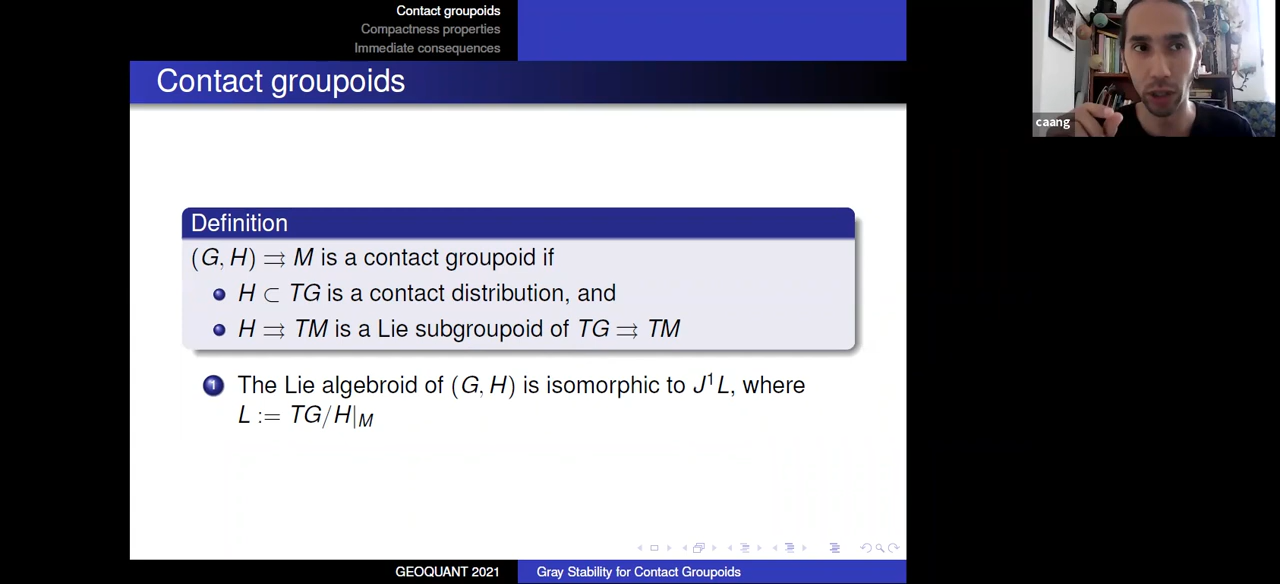 Contact groupoids
Compactness properties
Immediate consequences
Contact groupoids
caang
Definition
(G, H) ⇉ M is a contact groupoid if
H ⊂ TG is a contact distribution, and
H ⇉ TM is a Lie subgroupoid of TG ⇉ TM
1 The Lie algebroid of (G, H) is isomorphic to J¹L, where
L := TG/H|_M
GEOQUANT 2021
Gray Stability for Contact Groupoids